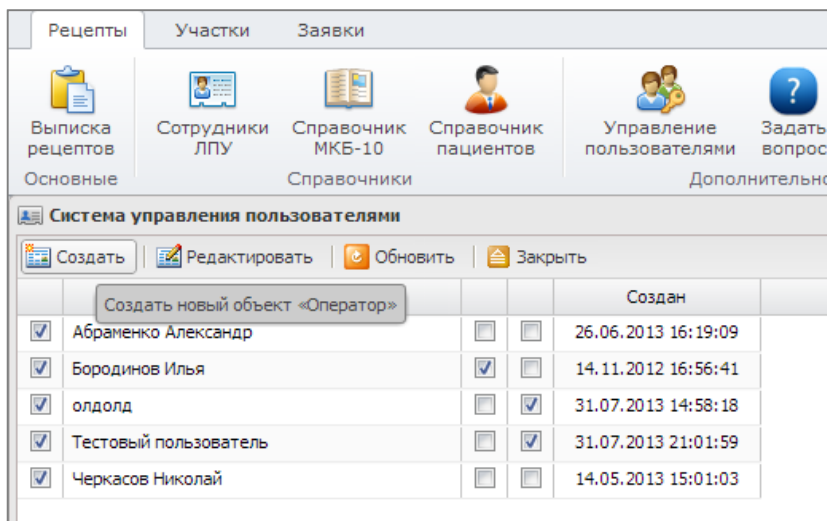 Рецепты Участки Заявки
Выписка рецептов Сотрудники ЛПУ Справочник МКБ-10 Справочник пациентов Управление пользователями Задать вопрос
Основные Справочники
Система управления пользователями
Создать Редактировать Обновить Закрыть
Создать новый объект «Оператор» Создан
Абраменко Александр 26.06.2013 16:19:09
Бородинов Илья 14.11.2012 16:56:41
олдолд 31.07.2013 14:58:18
Тестовый пользователь 31.07.2013 21:01:59
Черкасов Николай 14.05.2013 15:01:03